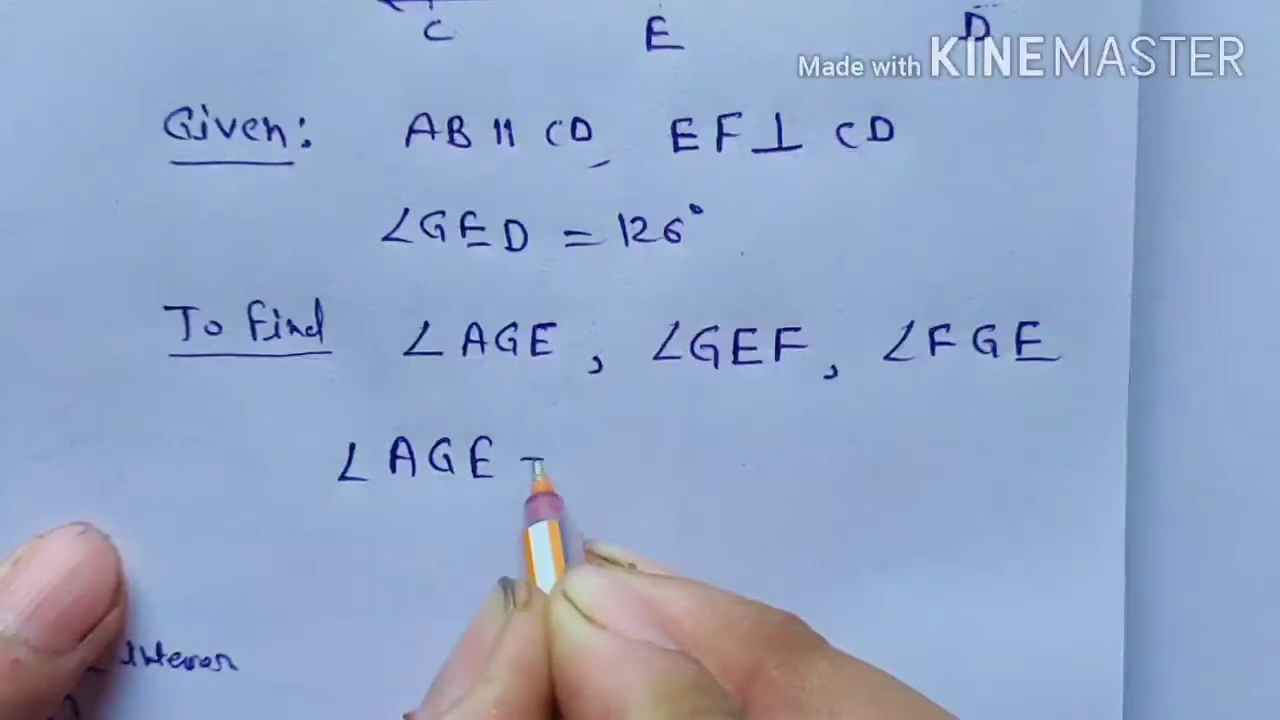 C E D
Made with KINEMASTER
Given: AB || CD, EF ⊥ CD
∠GED = 126°
To Find ∠AGE, ∠GEF, ∠FGE
∠AGE =